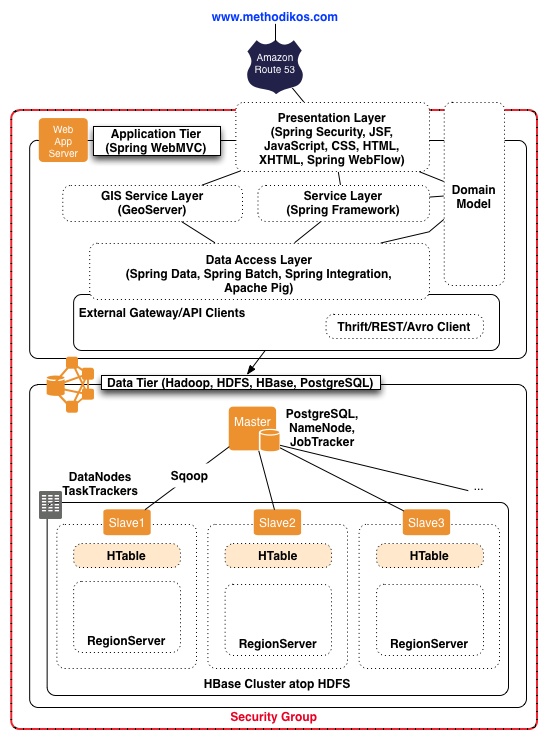 www.methodikos.com
Amazon
Route 53
Web
App
Server
Application Tier
(Spring WebMVC)
Presentation Layer
(Spring Security, JSF,
JavaScript, CSS, HTML,
XHTML, Spring WebFlow)
Domain
Model
GIS Service Layer
(GeoServer)
Service Layer
(Spring Framework)
Data Access Layer
(Spring Data, Spring Batch, Spring Integration,
Apache Pig)
External Gateway/API Clients
Thrift/REST/Avro Client
Data Tier (Hadoop, HDFS, HBase, PostgreSQL)
Master
PostgreSQL,
NameNode,
JobTracker
DataNodes
TaskTrackers
Sqoop
...
Slave1
Slave2
Slave3
HTable
HTable
HTable
RegionServer
RegionServer
RegionServer
HBase Cluster atop HDFS
Security Group